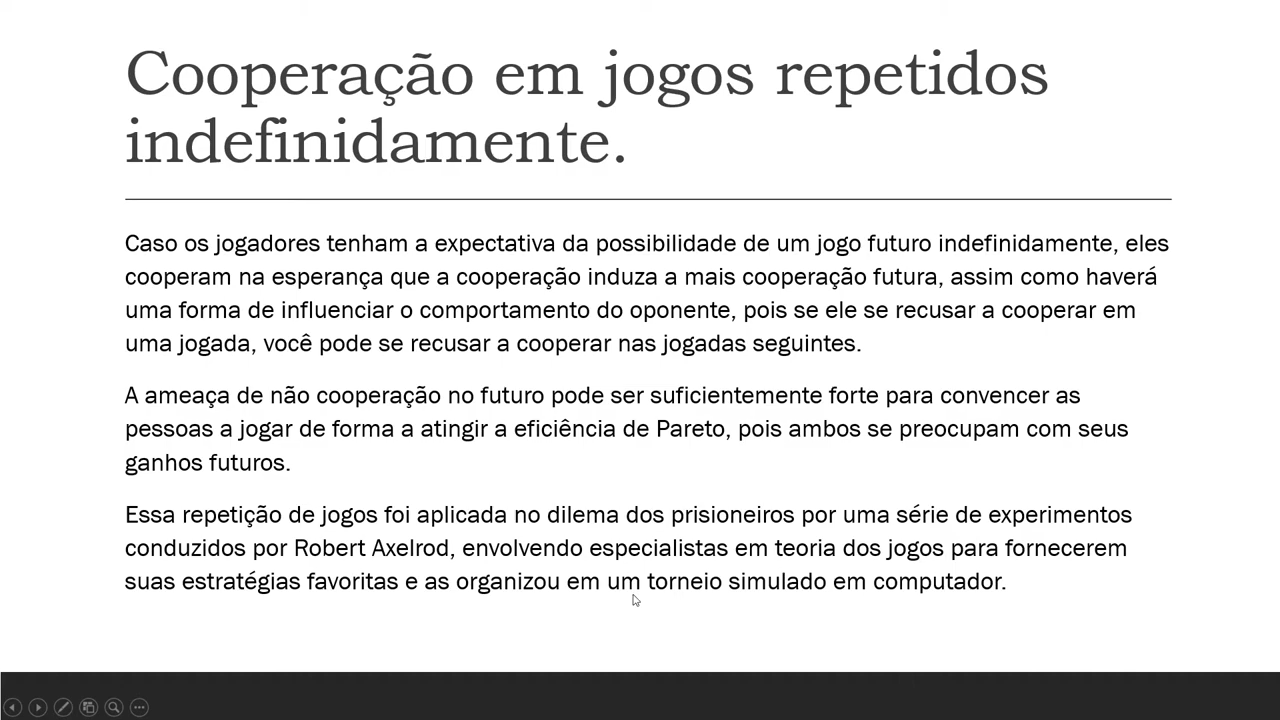 Cooperação em jogos repetidos
indefinidamente.
Caso os jogadores tenham a expectativa da possibilidade de um jogo futuro indefinidamente, eles
cooperam na esperança que a cooperação induza a mais cooperação futura, assim como haverá
uma forma de influenciar o comportamento do oponente, pois se ele se recusar a cooperar em
uma jogada, você pode se recusar a cooperar nas jogadas seguintes.
A ameaça de não cooperação no futuro pode ser suficientemente forte para convencer as
pessoas a jogar de forma a atingir a eficiência de Pareto, pois ambos se preocupam com seus
ganhos futuros.
Essa repetição de jogos foi aplicada no dilema dos prisioneiros por uma série de experimentos
conduzidos por Robert Axelrod, envolvendo especialistas em teoria dos jogos para fornecerem
suas estratégias favoritas e as organizou em um torneio simulado em computador.